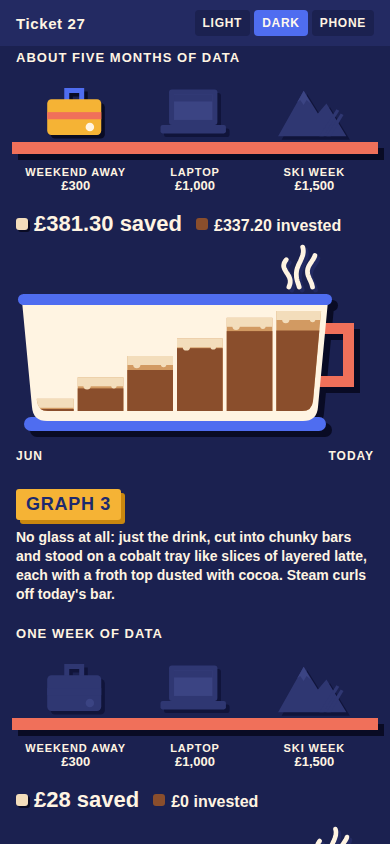 Ticket 27
LIGHT DARK PHONE
ABOUT FIVE MONTHS OF DATA
WEEKEND AWAY LAPTOP SKI WEEK
£300 £1,000 £1,500
£381.30 saved £337.20 invested
JUN TODAY
GRAPH 3
No glass at all: just the drink, cut into chunky bars
and stood on a cobalt tray like slices of layered latte,
each with a froth top dusted with cocoa. Steam curls
off today's bar.
ONE WEEK OF DATA
WEEKEND AWAY LAPTOP SKI WEEK
£300 £1,000 £1,500
£28 saved £0 invested